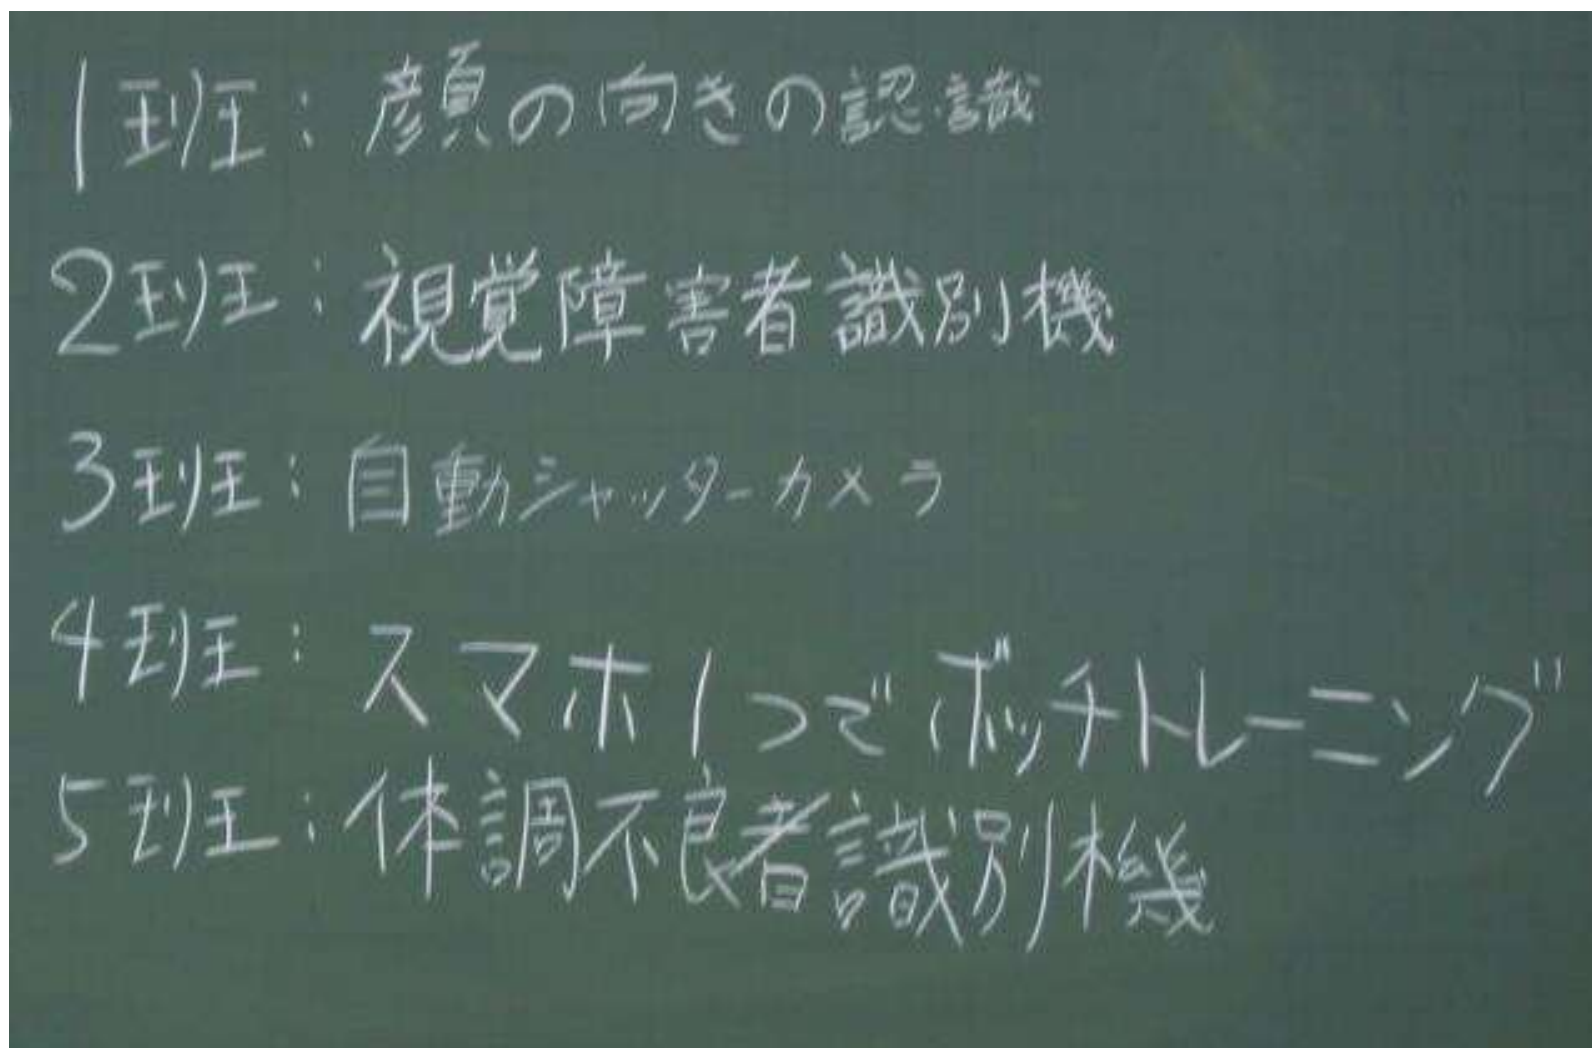 1班：顔の向きの認識
2班：視覚障害者識別機
3班：自動シャッターカメラ
4班：スマホ1つでボッチトレーニング
5班：体調不良者識別機